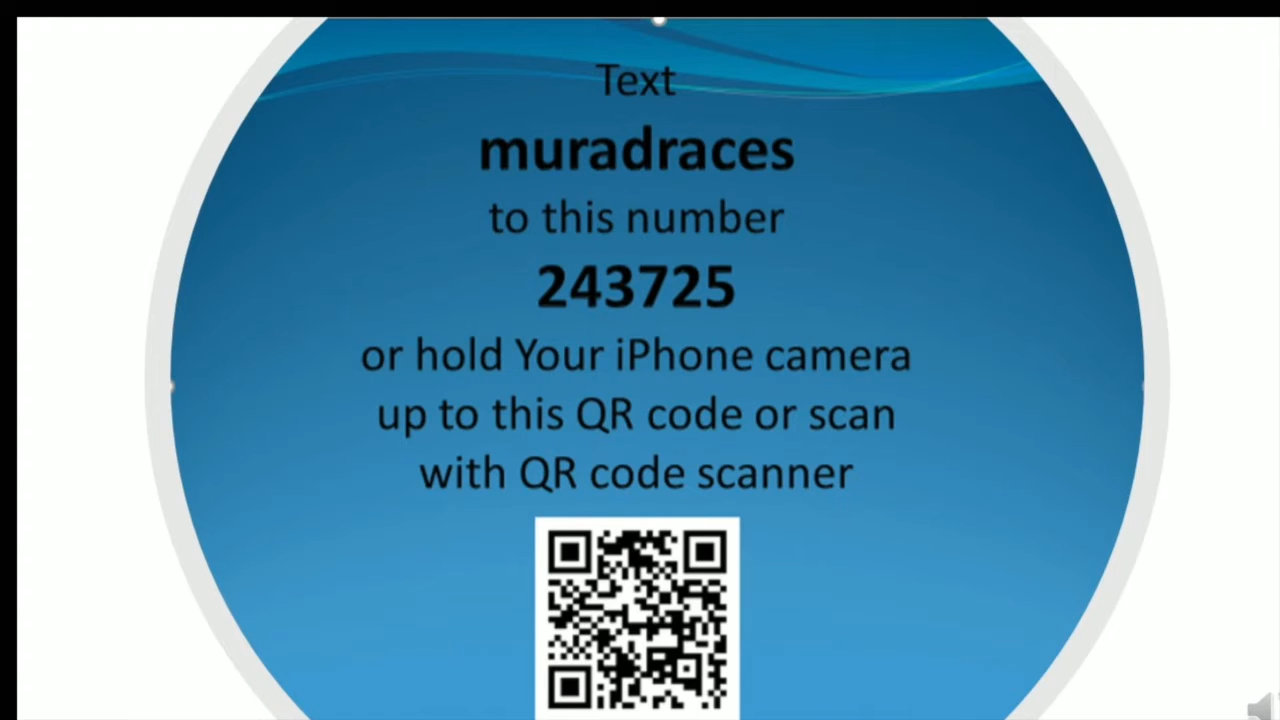 Text
muradraces
to this number
243725
or hold Your iPhone camera
up to this QR code or scan
with QR code scanner